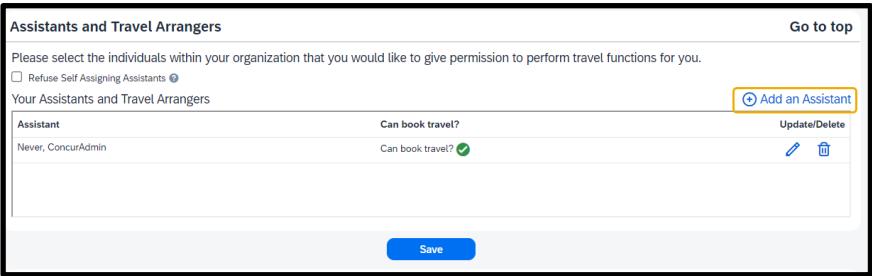 Assistants and Travel Arrangers Go to top
Please select the individuals within your organization that you would like to give permission to perform travel functions for you.
Refuse Self Assigning Assistants ?
Your Assistants and Travel Arrangers Add an Assistant
Assistant Can book travel? Update/Delete
Never, ConcurAdmin Can book travel?
Save